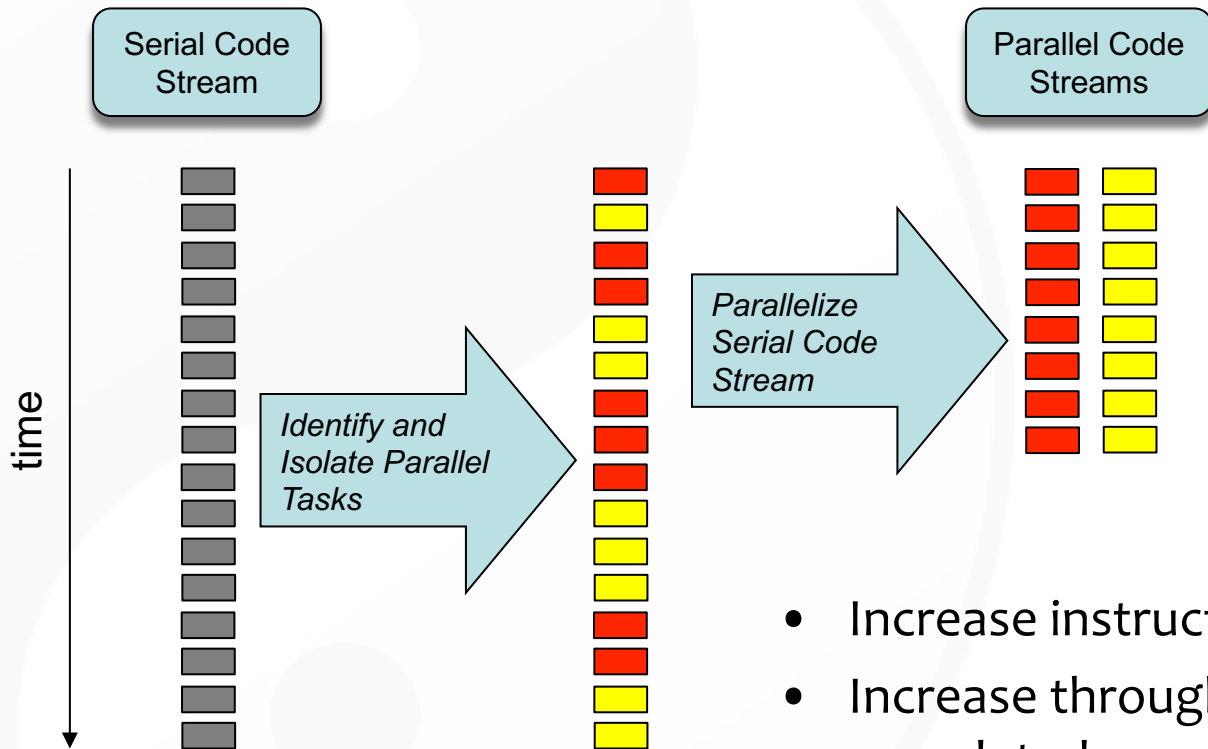 Serial Code
Stream
Parallel Code
Streams
time
Identify and
Isolate Parallel
Tasks
Parallelize
Serial Code
Stream
• Increase
• Increase